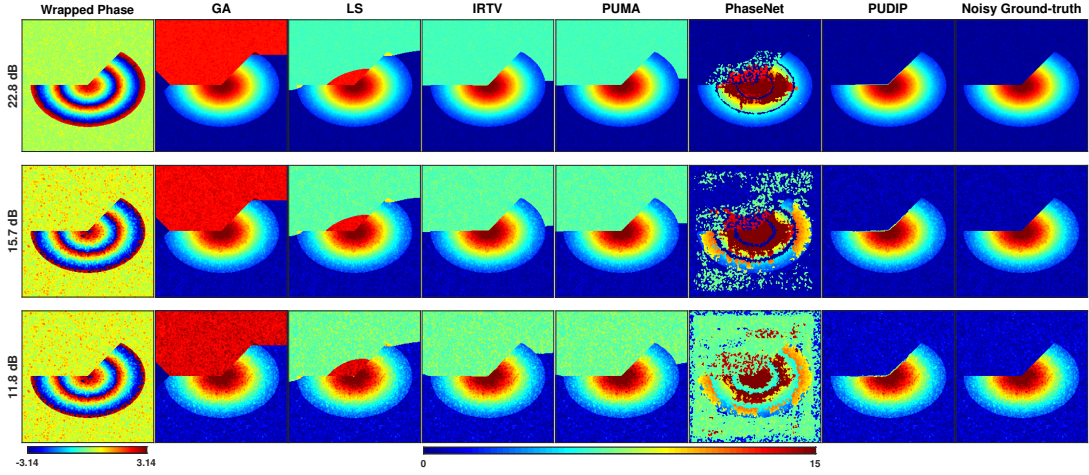 Wrapped Phase GA LS IRTV PUMA PhaseNet PUDIP Noisy Ground-truth
22.8 dB
15.7 dB
11.8 dB
-3.14 3.14 0 15